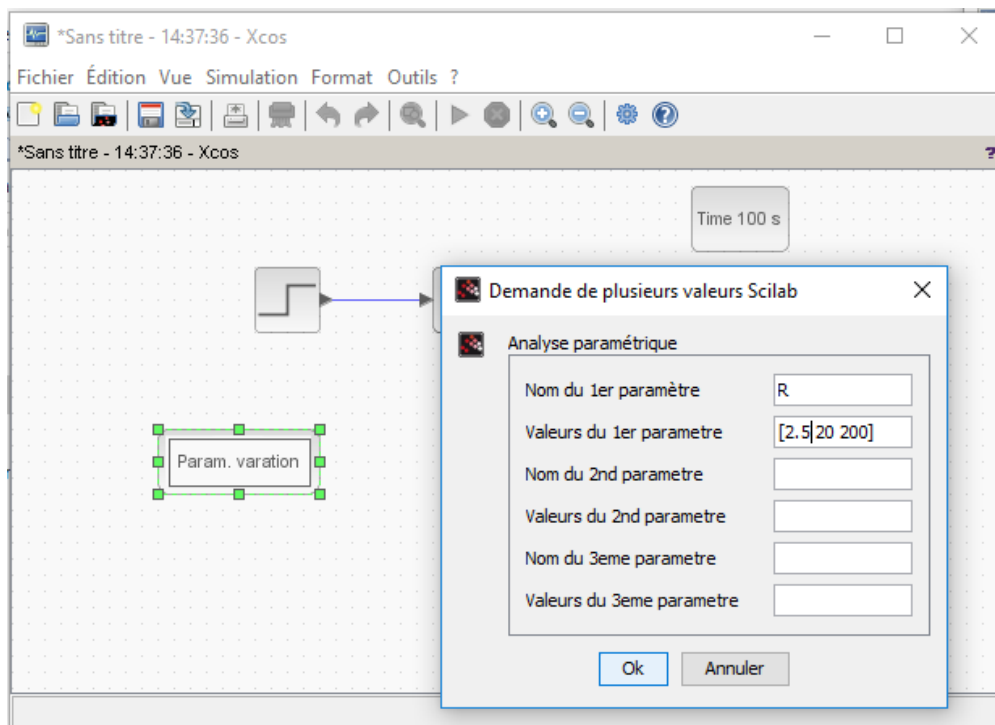 *Sans titre - 14:37:36 - Xcos
Fichier Édition Vue Simulation Format Outils ?
*Sans titre - 14:37:36 - Xcos
?
Time 100 s
Demande de plusieurs valeurs Scilab
Analyse paramétrique
Nom du 1er paramètre R
Valeurs du 1er parametre [2.5 20 200]
Param. varation
Nom du 2nd parametre
Valeurs du 2nd parametre
Nom du 3eme parametre
Valeurs du 3eme parametre
Ok Annuler